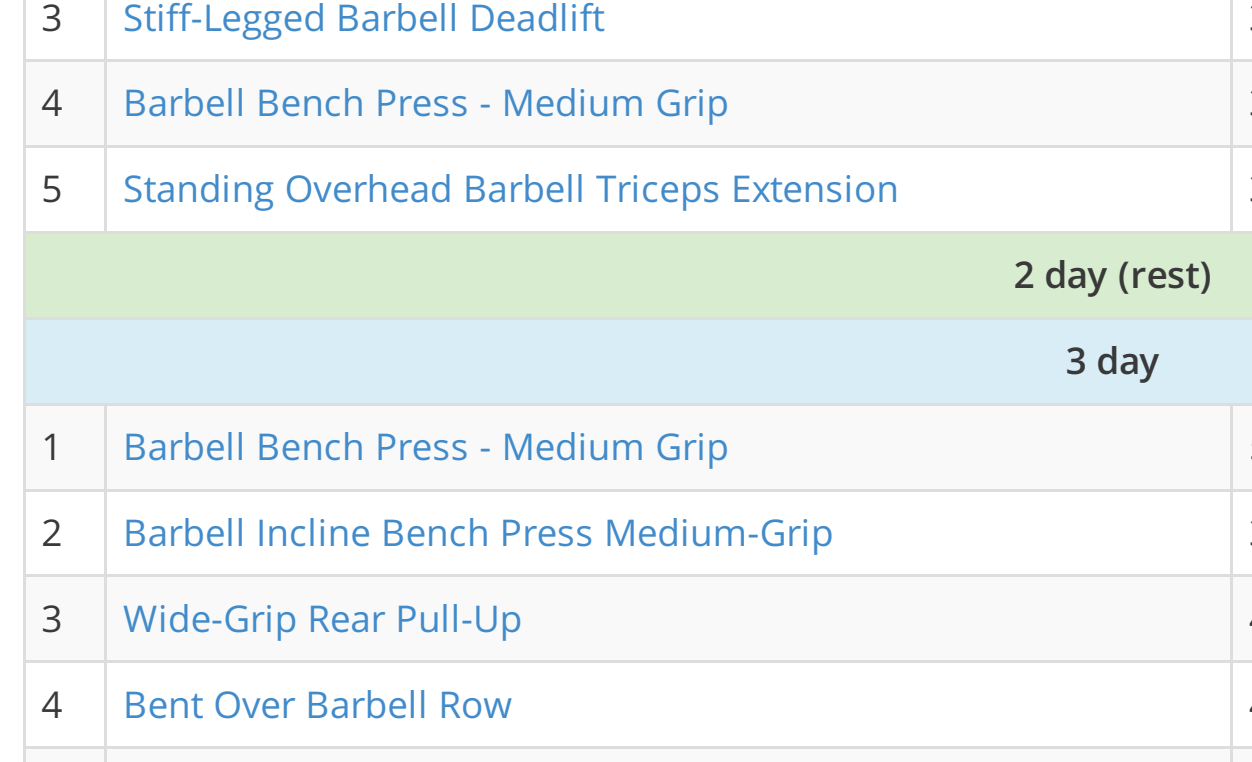 3 Stiff-Legged Barbell Deadlift
4 Barbell Bench Press - Medium Grip
5 Standing Overhead Barbell Triceps Extension
2 day (rest)
3 day
1 Barbell Bench Press - Medium Grip
2 Barbell Incline Bench Press Medium-Grip
3 Wide-Grip Rear Pull-Up
4 Bent Over Barbell Row